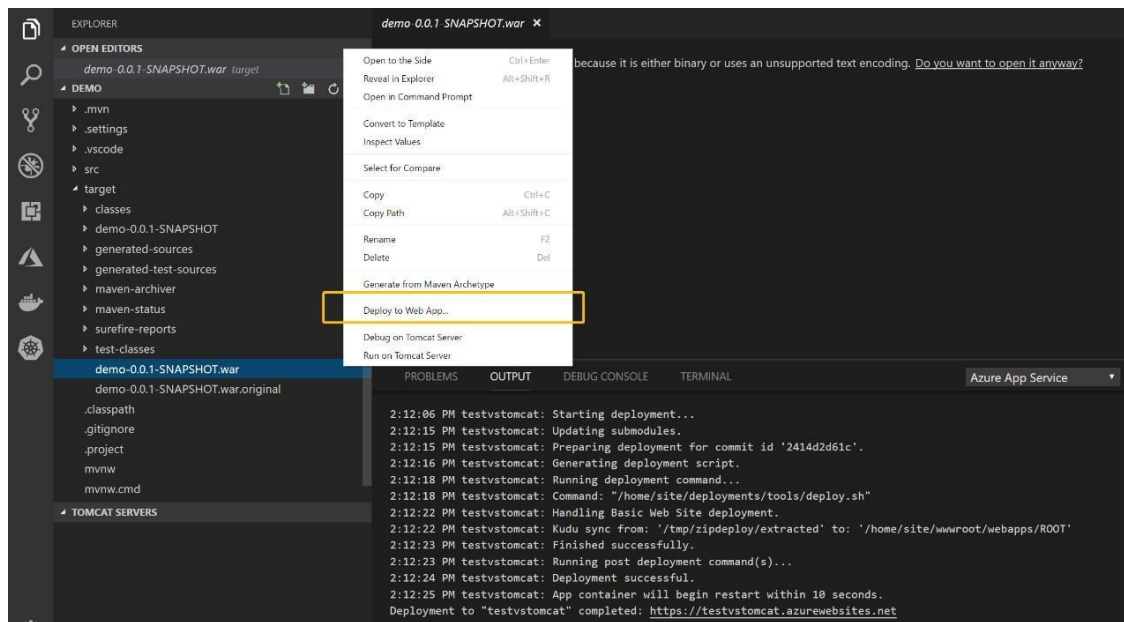 EXPLORER
OPEN EDITORS
demo-0.0.1-SNAPSHOT.war target
DEMO
.mvn
.settings
.vscode
src
target
classes
demo-0.0.1-SNAPSHOT
generated-sources
generated-test-sources
maven-archiver
maven-status
surefire-reports
test-classes
demo-0.0.1-SNAPSHOT.war
demo-0.0.1-SNAPSHOT.war.original
.classpath
.gitignore
.project
mvnw
mvnw.cmd
TOMCAT SERVERS
demo-0.0.1-SNAPSHOT.war
because it is either binary or uses an unsupported text encoding. Do you want to open it anyway?
Open to the Side Ctrl+Enter
Reveal in Explorer Alt+Shift+R
Open in Command Prompt
Convert to Template
Inspect Values
Select for Compare
Copy Ctrl+C
Copy Path Alt+Shift+C
Rename F2
Delete Del
Generate from Maven Archetype
Deploy to Web App...
Debug on Tomcat Server
Run on Tomcat Server
PROBLEMS OUTPUT DEBUG CONSOLE TERMINAL Azure App Service
2:12:06 PM testvstomcat: Starting deployment...
2:12:15 PM testvstomcat: Updating submodules.
2:12:15 PM testvstomcat: Preparing deployment for commit id '2414d2d61c'.
2:12:16 PM testvstomcat: Generating deployment script.
2:12:18 PM testvstomcat: Running deployment command...
2:12:18 PM testvstomcat: Command: "/home/site/deployments/tools/deploy.sh"
2:12:22 PM testvstomcat: Handling Basic Web Site deployment.
2:12:22 PM testvstomcat: Kudu sync from: '/tmp/zipdeploy/extracted' to: '/home/site/wwwroot/webapps/ROOT'
2:12:23 PM testvstomcat: Finished successfully.
2:12:23 PM testvstomcat: Running post deployment command(s)...
2:12:24 PM testvstomcat: Deployment successful.
2:12:25 PM testvstomcat: App container will begin restart within 10 seconds.
Deployment to "testvstomcat" completed: https://testvstomcat.azurewebsites.net